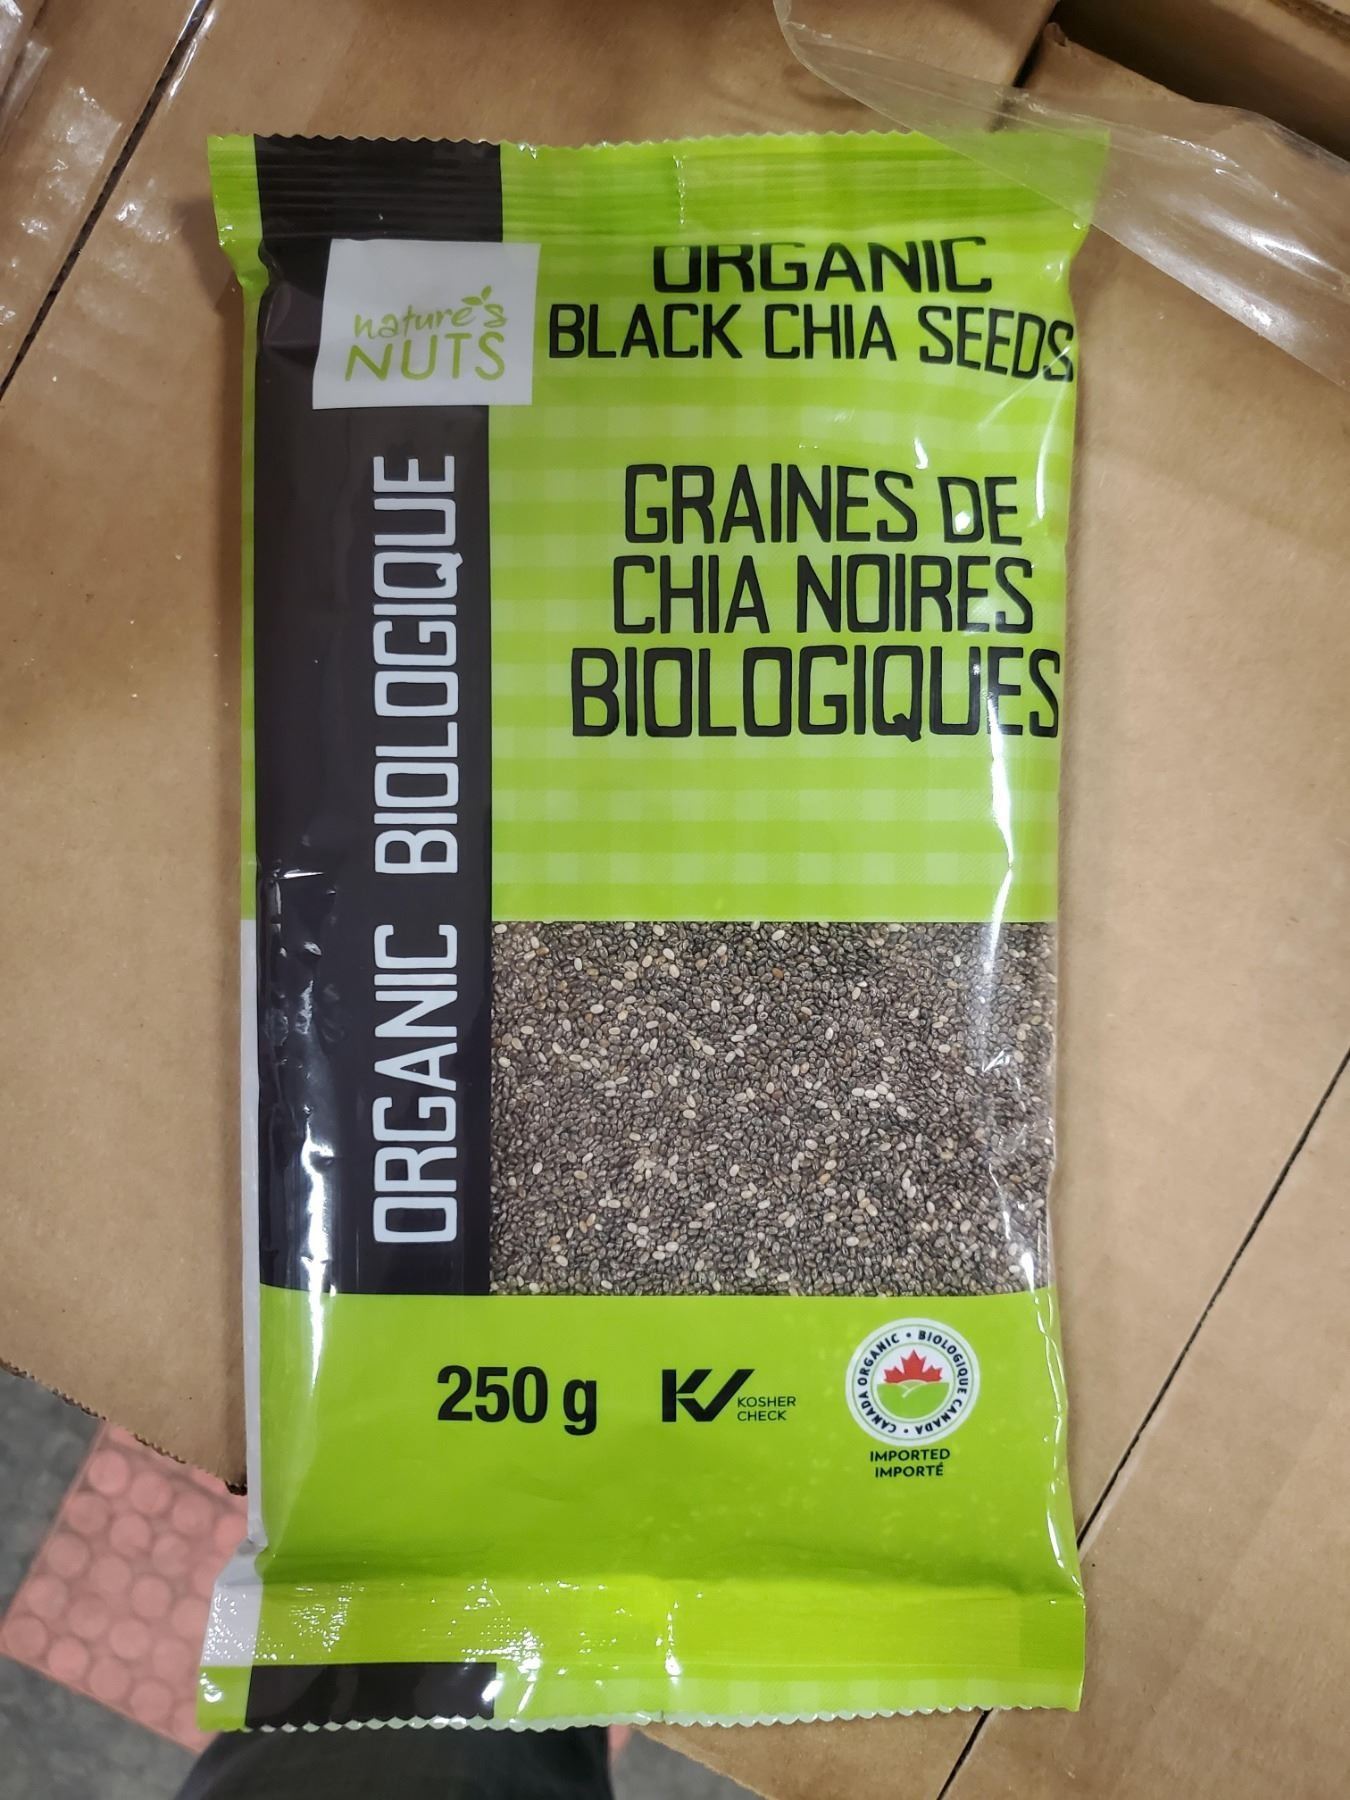 nature's
NUTS
ORGANIC
BLACK CHIA SEEDS
GRAINES DE
CHIA NOIRES
BIOLOGIQUES
ORGANIC BIOLOGIQUE
250 g
KV KOSHER
CHECK
CANADA ORGANIC • BIOLOGIQUE CANADA •
IMPORTED
IMPORTÉ